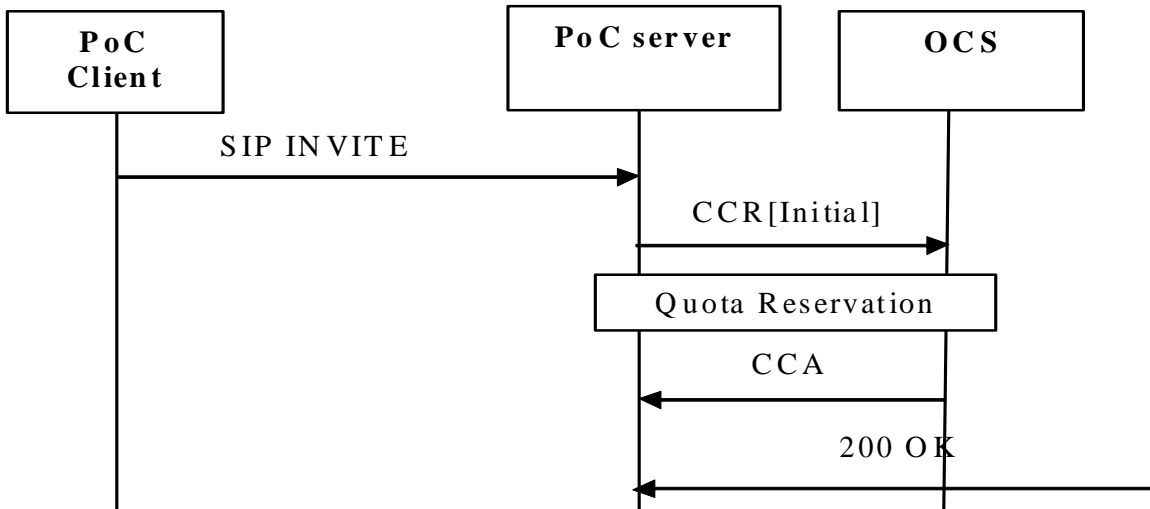 PoC
Client
PoC server
OCS
SIP INVITE
CCR[Initial]
Quota Reservation
CCA
200 OK